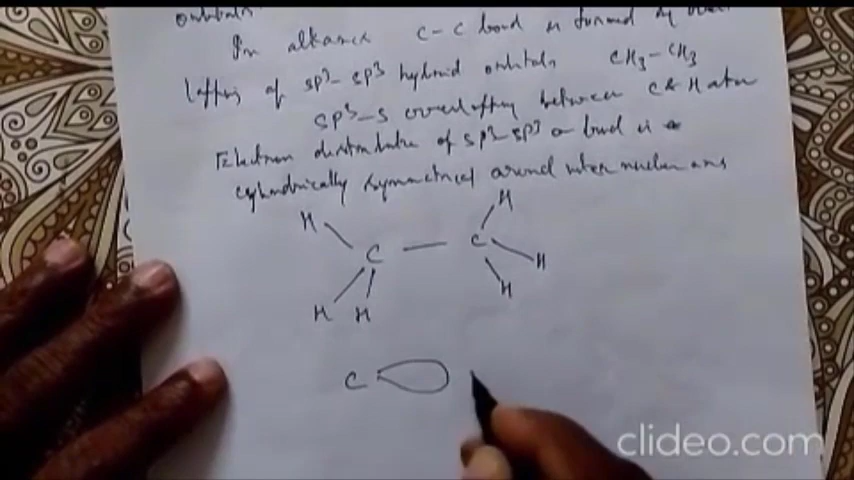 orbitals
In alkanes C-C bond is formed by over
lapping of sp3-sp3 hybrid orbitals CH3-CH3
sp3-s overlapping between C & H atom
Electron distribution of sp3-sp3 σ bond is
cylindrically symmetrical around inter nuclear axis
H
H
C — C
H
H H
H
C
clideo.com